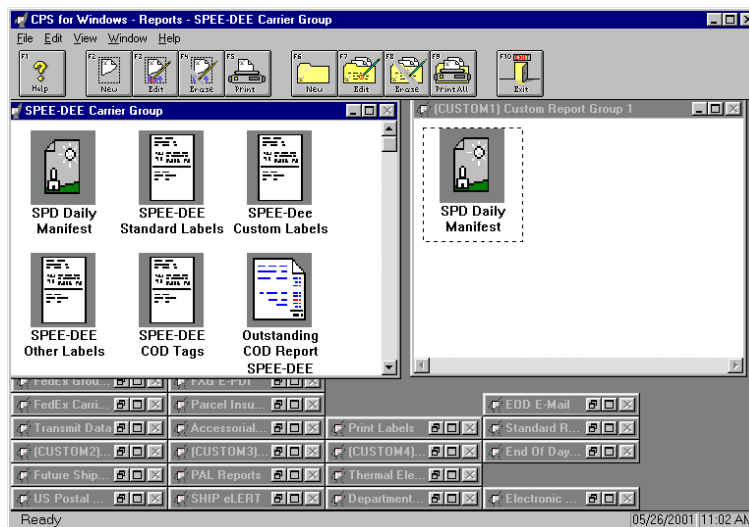 CPS for Windows - Reports - SPEE-DEE Carrier Group
File Edit View Window Help
F1 F2 F3 F4 F5 F6 F7 F8 F9 F10 EXIT
Help New Edit Erase Print New Edit Erase Print All Exit
SPEE-DEE Carrier Group
(CUSTOM1) Custom Report Group 1
SPD Daily Manifest
SPEE-DEE Standard Labels
SPEE-Dee Custom Labels
SPEE-DEE Other Labels
SPEE-DEE COD Tags
Outstanding COD Report
SPEE-DEE
SPD Daily Manifest
FedEx Grou... FXG E-PDI
FedEx Carri... Parcel Insu... EOD E-Mail
Transmit Data Accessorial... Print Labels Standard R...
(CUSTOM2)... (CUSTOM3)... (CUSTOM4)... End Of Day...
Future Ship... PAL Reports Thermal Ele...
US Postal ... SHIP eLERT Department... Electronic ...
Ready 05/26/2001 11:02 AM